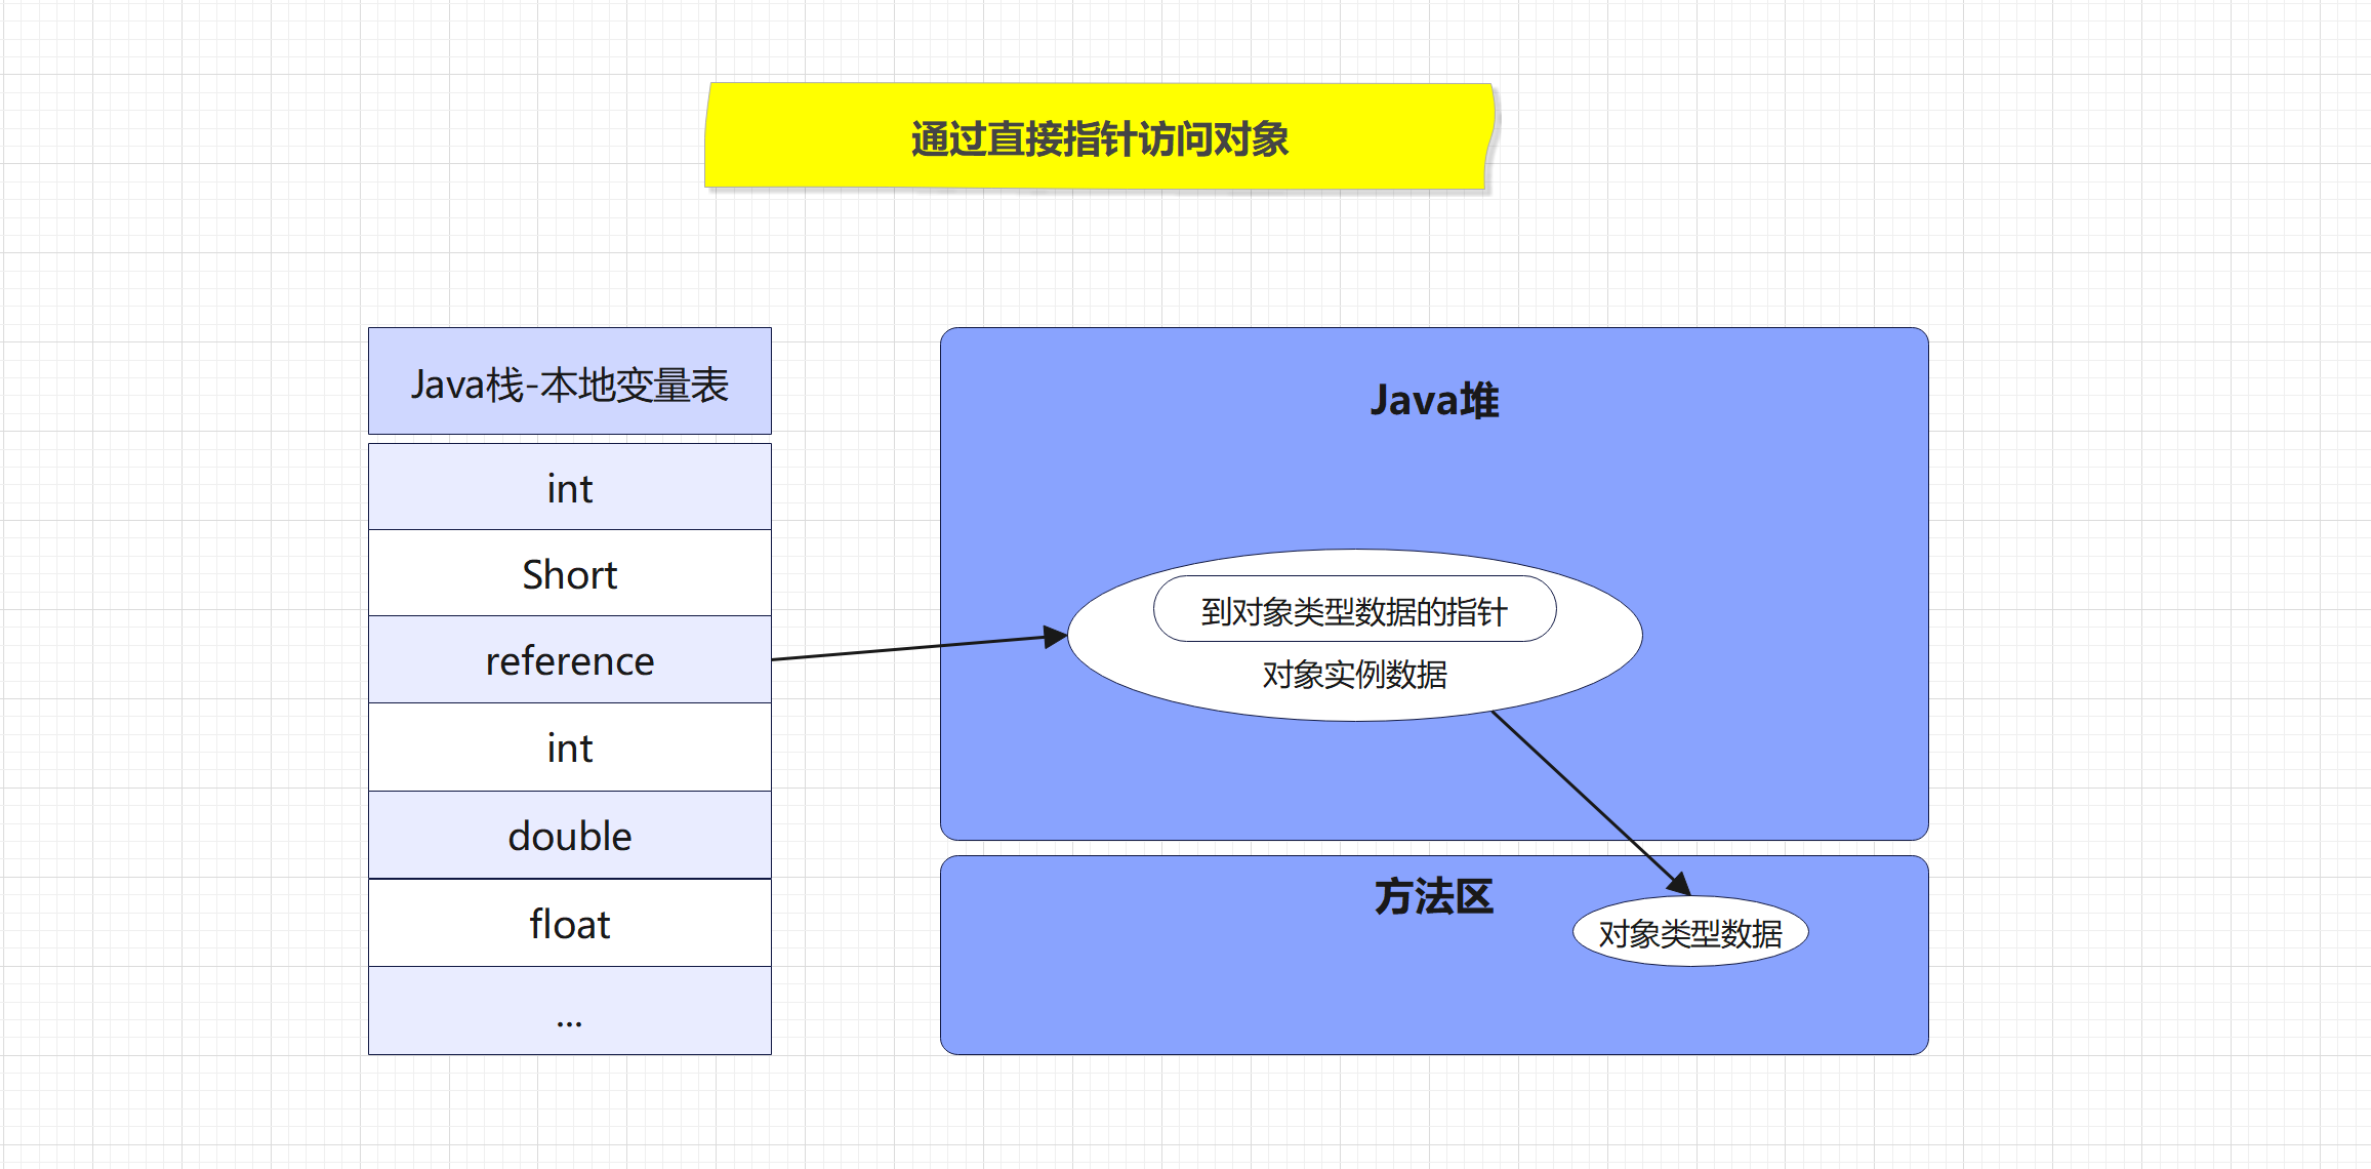 通过直接指针访问对象
Java栈-本地变量表
int
Short
reference
int
double
float
...
Java堆
到对象类型数据的指针
对象实例数据
方法区
对象类型数据